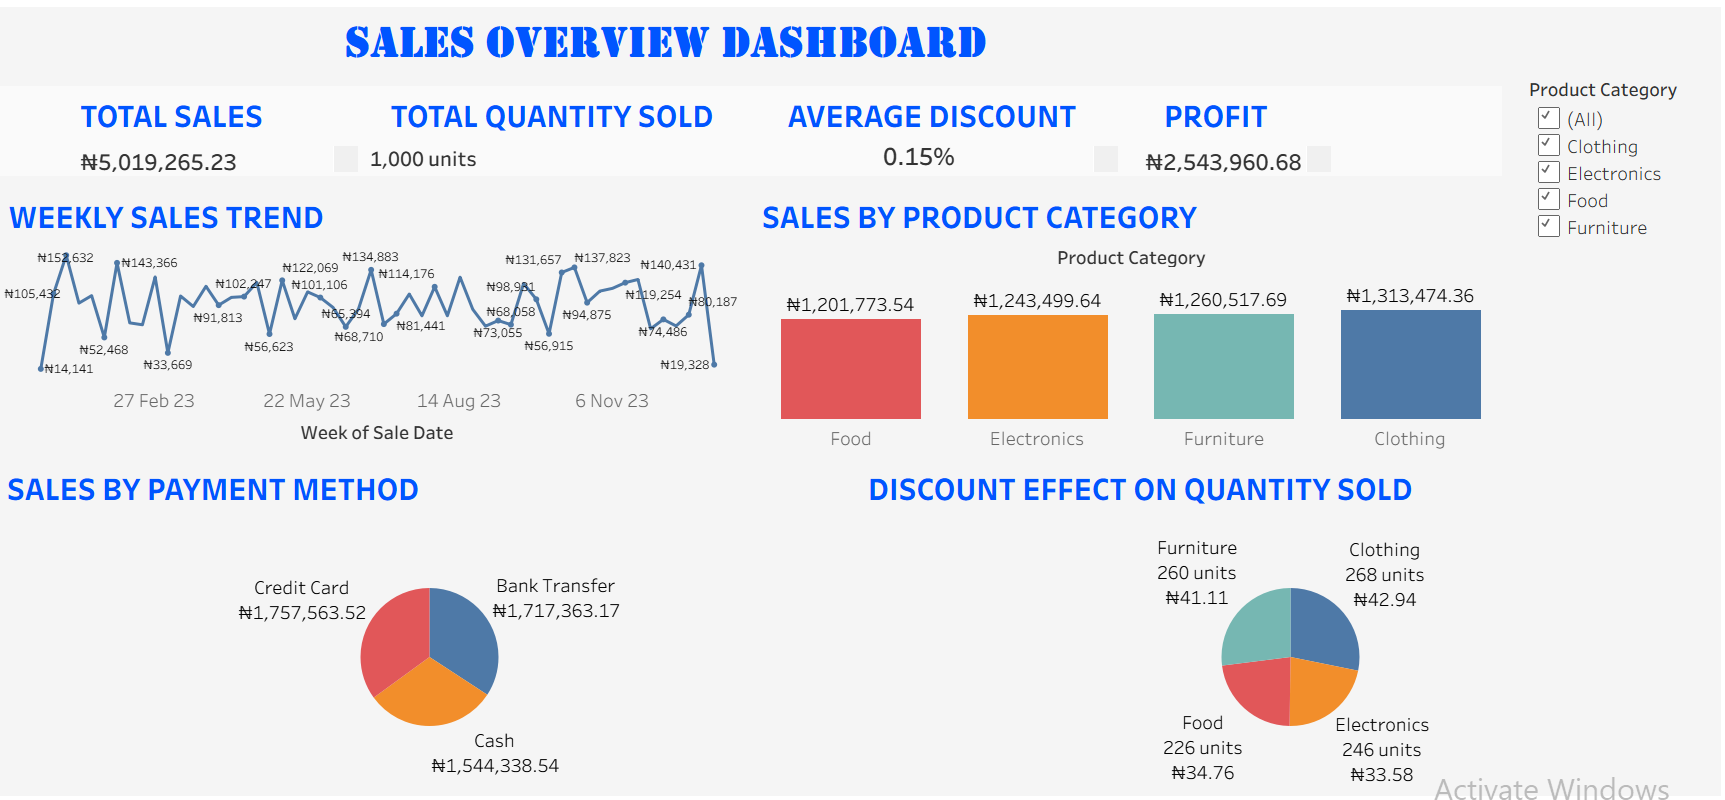 SALES OVERVIEW DASHBOARD
TOTAL SALES
₦5,019,265.23
TOTAL QUANTITY SOLD
1,000 units
AVERAGE DISCOUNT
0.15%
PROFIT
₦2,543,960.68
Product Category
(All)
Clothing
Electronics
Food
Furniture
WEEKLY SALES TREND
₦105,432
₦152,632
₦14,141
₦52,468
₦143,366
₦33,669
₦91,813
₦102,247
₦56,623
₦122,069
₦101,106
₦65,394
₦68,710
₦134,883
₦114,176
₦81,441
₦73,055
₦68,058
₦98,931
₦56,915
₦131,657
₦137,823
₦94,875
₦119,254
₦74,486
₦140,431
₦80,187
₦19,328
27 Feb 23
22 May 23
14 Aug 23
6 Nov 23
Week of Sale Date
SALES BY PRODUCT CATEGORY
Product Category
₦1,201,773.54
₦1,243,499.64
₦1,260,517.69
₦1,313,474.36
Food
Electronics
Furniture
Clothing
SALES BY PAYMENT METHOD
Credit Card
₦1,757,563.52
Bank Transfer
₦1,717,363.17
Cash
₦1,544,338.54
DISCOUNT EFFECT ON QUANTITY SOLD
Furniture
260 units
₦41.11
Clothing
268 units
₦42.94
Food
226 units
₦34.76
Electronics
246 units
₦33.58
Activate Windows